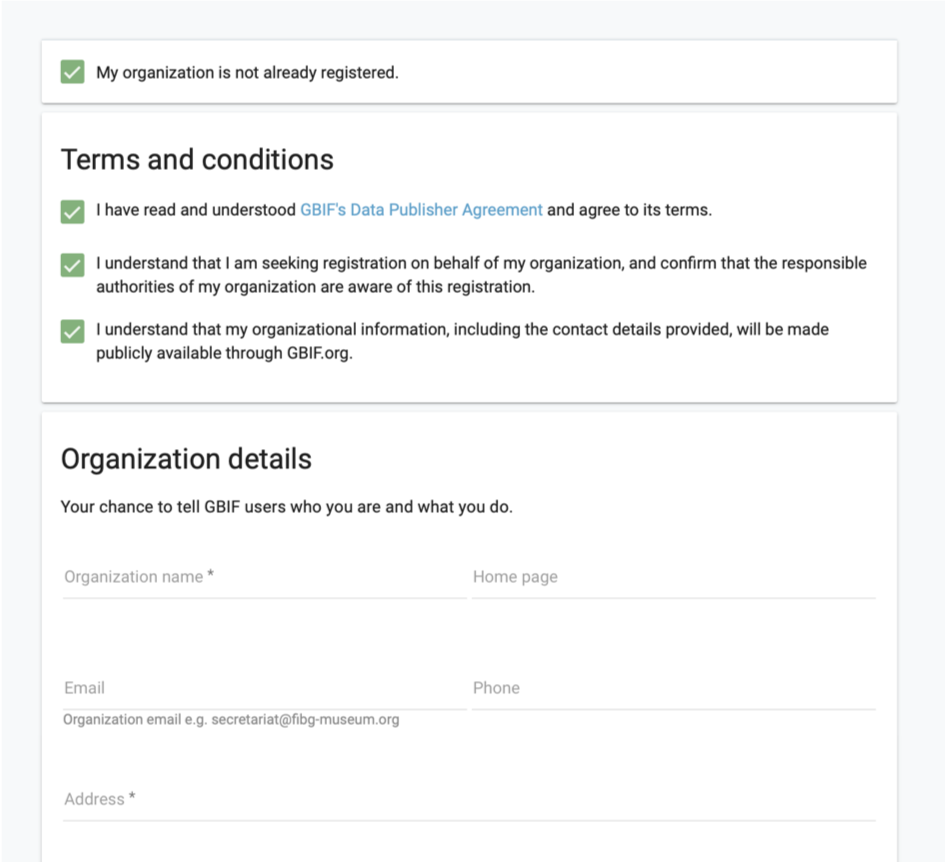 My organization is not already registered.
Terms and conditions
I have read and understood GBIF's Data Publisher Agreement and agree to its terms.
I understand that I am seeking registration on behalf of my organization, and confirm that the responsible
authorities of my organization are aware of this registration.
I understand that my organizational information, including the contact details provided, will be made
publicly available through GBIF.org.
Organization details
Your chance to tell GBIF users who you are and what you do.
Organization name *
Home page
Email
Phone
Organization email e.g. secretariat@fibg-museum.org
Address *